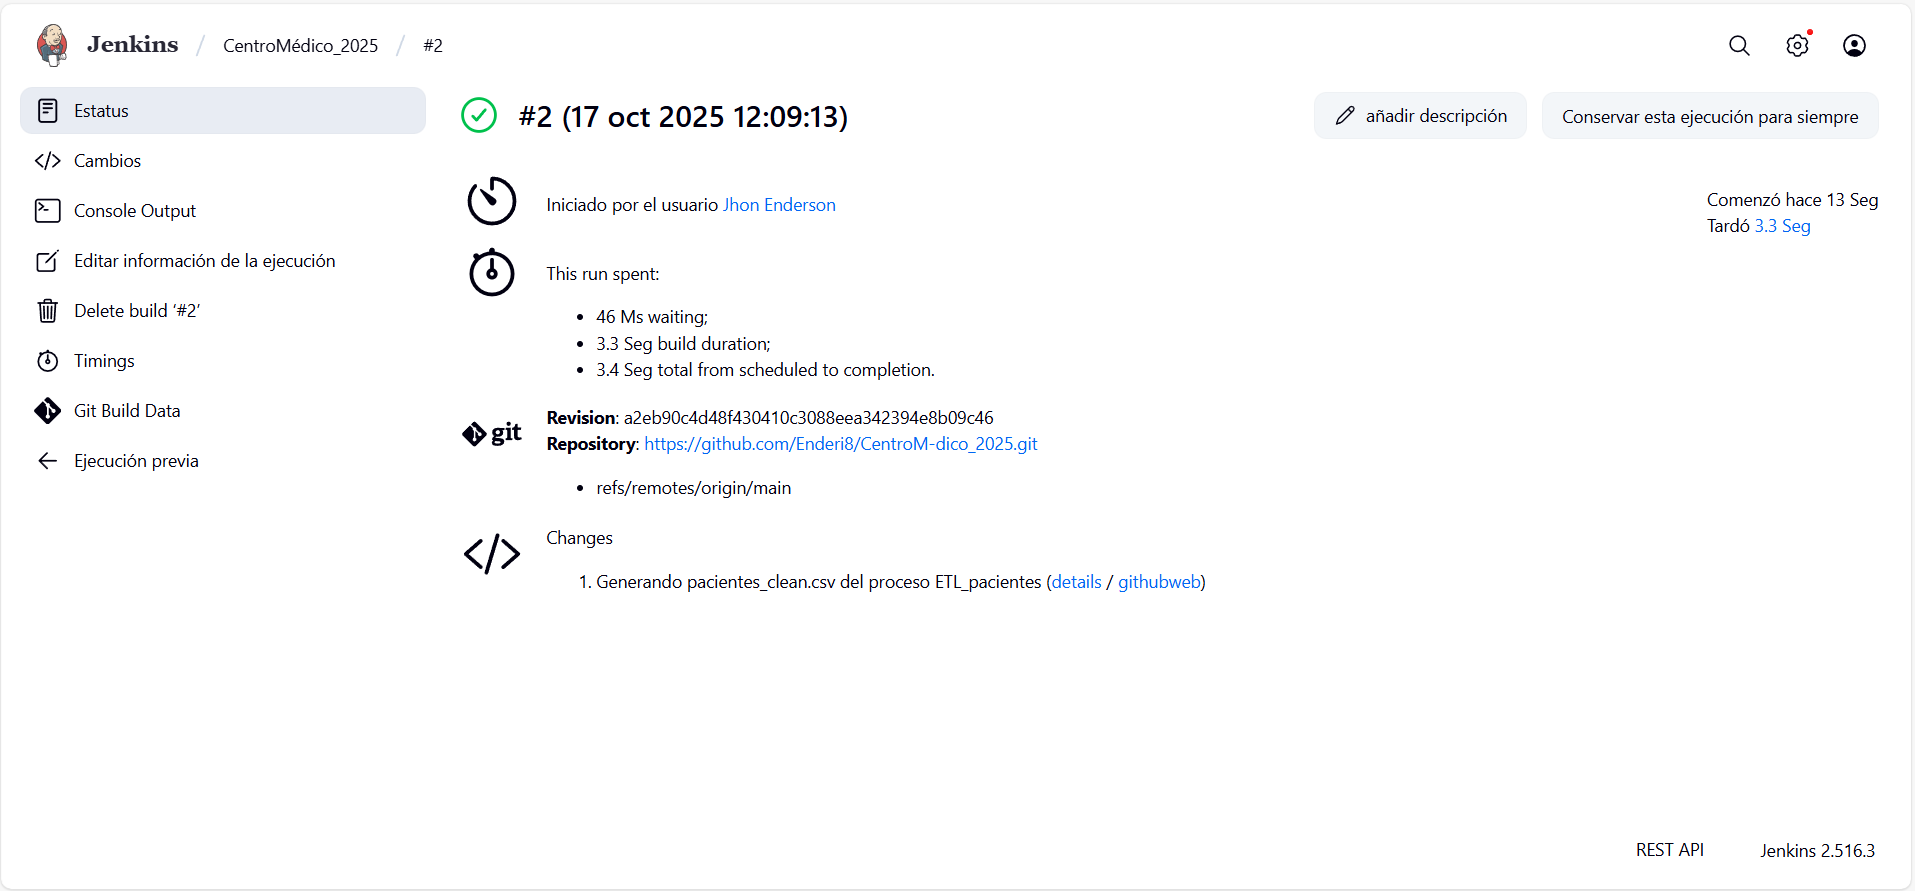 Jenkins / CentroMédico_2025 / #2
Estatus
Cambios
Console Output
Editar información de la ejecución
Delete build ‘#2’
Timings
Git Build Data
Ejecución previa
#2 (17 oct 2025 12:09:13)
añadir descripción
Conservar esta ejecución para siempre
Iniciado por el usuario Jhon Enderson
Comenzó hace 13 Seg
Tardó 3.3 Seg
This run spent:
• 46 Ms waiting;
• 3.3 Seg build duration;
• 3.4 Seg total from scheduled to completion.
git
Revision: a2eb90c4d48f430410c3088eea342394e8b09c46
Repository: https://github.com/Enderi8/CentroM-dico_2025.git
• refs/remotes/origin/main
Changes
1. Generando pacientes_clean.csv del proceso ETL_pacientes (details / githubweb)
REST API
Jenkins 2.516.3